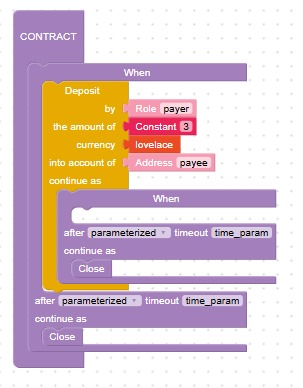 CONTRACT
When
Deposit
by Role payer
the amount of Constant 3
currency lovelace
into account of Address payee
continue as
When
after parameterized timeout time_param
continue as
Close
after parameterized timeout time_param
continue as
Close